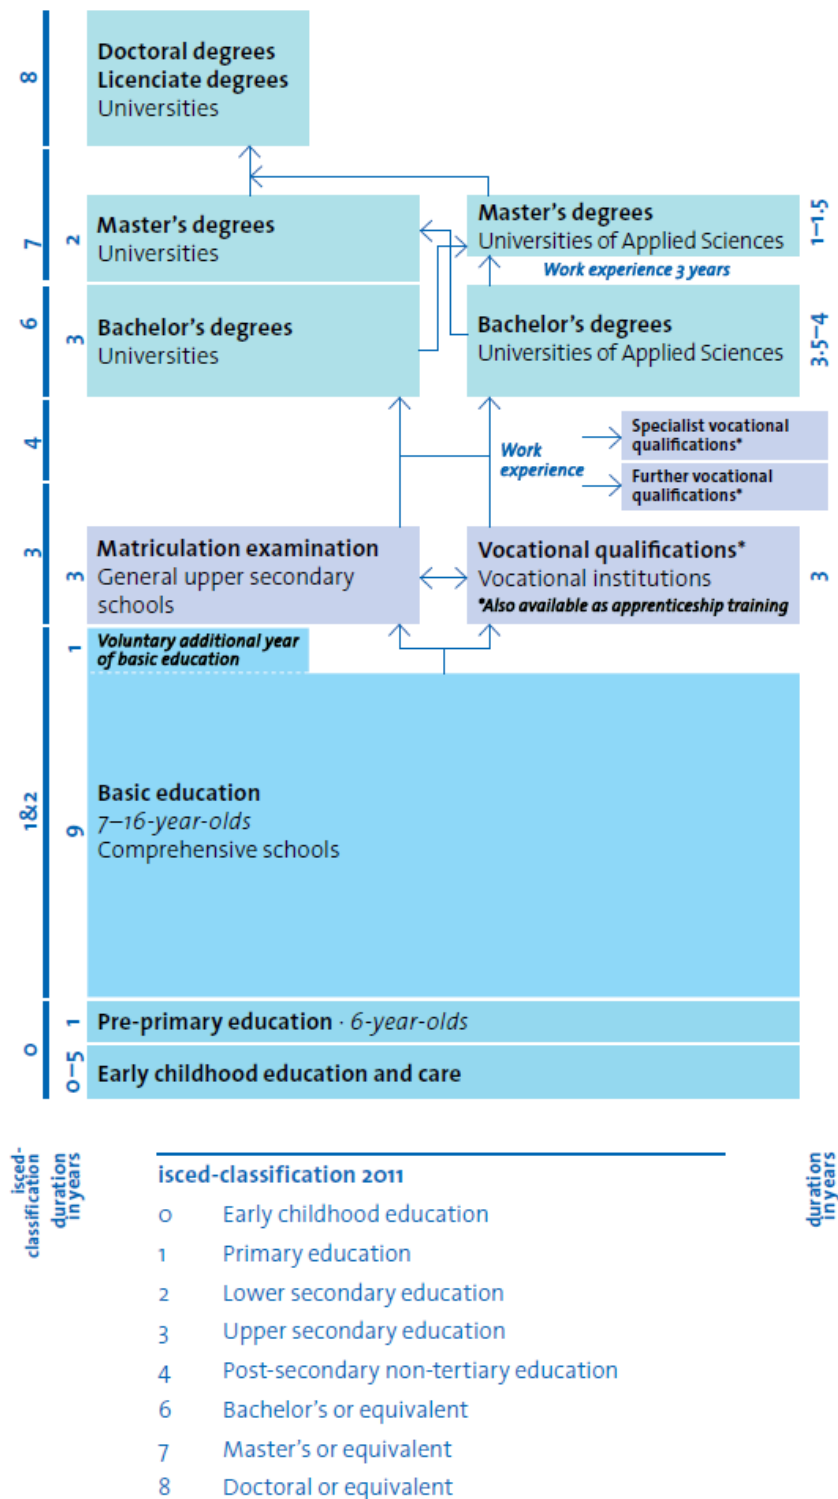 8
Doctoral degrees
Licenciate degrees
Universities
7
2
Master's degrees
Universities
Master's degrees
Universities of Applied Sciences
1–1.5
Work experience 3 years
6
3
Bachelor's degrees
Universities
Bachelor's degrees
Universities of Applied Sciences
3.5–4
4
Work
experience
Specialist vocational
qualifications*
Further vocational
qualifications*
3
3
Matriculation examination
General upper secondary
schools
Vocational qualifications*
Vocational institutions
*Also available as apprenticeship training
3
1
Voluntary additional year
of basic education
1&2
9
Basic education
7–16-year-olds
Comprehensive schools
0
1
Pre-primary education · 6-year-olds
0–5
Early childhood education and care
isced-
classification
duration
in years
duration
in years
isced-classification 2011
0 Early childhood education
1 Primary education
2 Lower secondary education
3 Upper secondary education
4 Post-secondary non-tertiary education
6 Bachelor's or equivalent
7 Master's or equivalent
8 Doctoral or equivalent